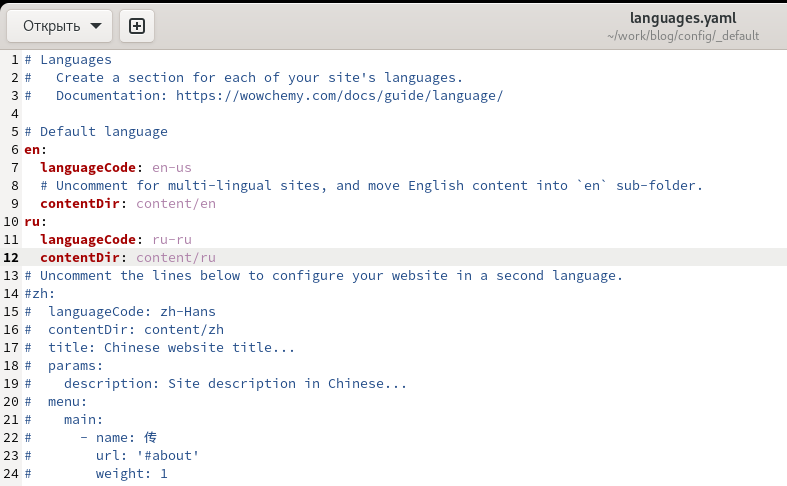 Открыть
languages.yaml
~/work/blog/config/_default
1 # Languages
2 #   Create a section for each of your site's languages.
3 #   Documentation: https://wowchemy.com/docs/guide/language/
4
5 # Default language
6 en:
7   languageCode: en-us
8   # Uncomment for multi-lingual sites, and move English content into `en` sub-folder.
9   contentDir: content/en
10 ru:
11   languageCode: ru-ru
12   contentDir: content/ru
13 # Uncomment the lines below to configure your website in a second language.
14 #zh:
15 #  languageCode: zh-Hans
16 #  contentDir: content/zh
17 #  title: Chinese website title...
18 #  params:
19 #    description: Site description in Chinese...
20 #  menu:
21 #    main:
22 #      - name: 传
23 #        url: '#about'
24 #        weight: 1